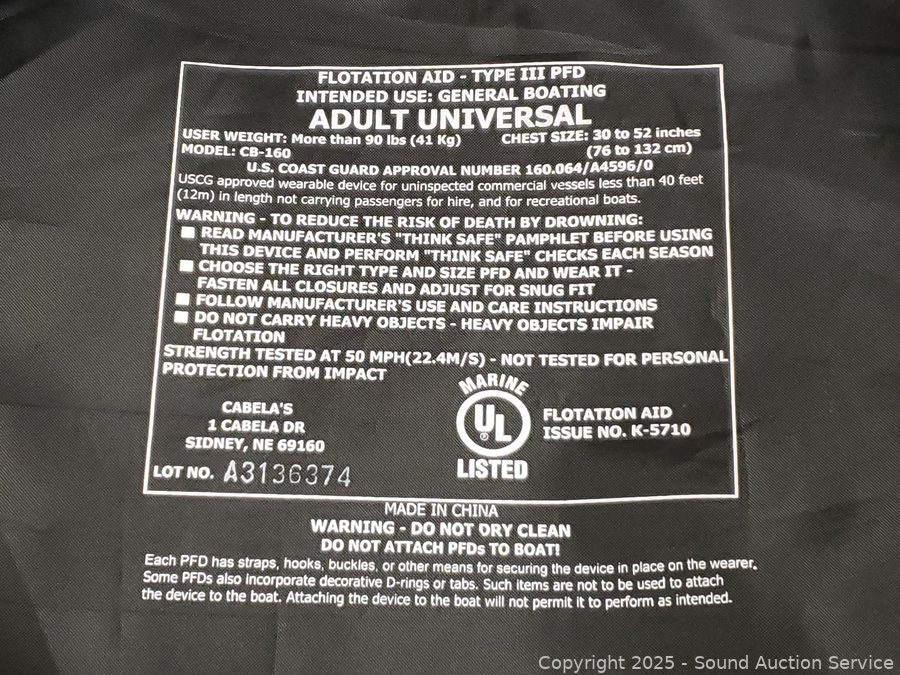 FLOTATION AID - TYPE III PFD
INTENDED USE: GENERAL BOATING
ADULT UNIVERSAL
USER WEIGHT: More than 90 lbs (41 Kg) CHEST SIZE: 30 to 52 inches
MODEL: CB-160 (76 to 132 cm)
U.S. COAST GUARD APPROVAL NUMBER 160.064/A4596/0
USCG approved wearable device for uninspected commercial vessels less than 40 feet
(12m) in length not carrying passengers for hire, and for recreational boats.
WARNING - TO REDUCE THE RISK OF DEATH BY DROWNING:
■ READ MANUFACTURER'S "THINK SAFE" PAMPHLET BEFORE USING
THIS DEVICE AND PERFORM "THINK SAFE" CHECKS EACH SEASON
■ CHOOSE THE RIGHT TYPE AND SIZE PFD AND WEAR IT -
FASTEN ALL CLOSURES AND ADJUST FOR SNUG FIT
■ FOLLOW MANUFACTURER'S USE AND CARE INSTRUCTIONS
■ DO NOT CARRY HEAVY OBJECTS - HEAVY OBJECTS IMPAIR
FLOTATION
STRENGTH TESTED AT 50 MPH(22.4M/S) - NOT TESTED FOR PERSONAL
PROTECTION FROM IMPACT
CABELA'S
1 CABELA DR
SIDNEY, NE 69160
LOT NO. A3136374
MARINE
UL ®
LISTED
FLOTATION AID
ISSUE NO. K-5710
MADE IN CHINA
WARNING - DO NOT DRY CLEAN
DO NOT ATTACH PFDs TO BOAT!
Each PFD has straps, hooks, buckles, or other means for securing the device in place on the wearer.
Some PFDs also incorporate decorative D-rings or tabs. Such items are not to be used to attach
the device to the boat. Attaching the device to the boat will not permit it to perform as intended.
Copyright 2025 - Sound Auction Service